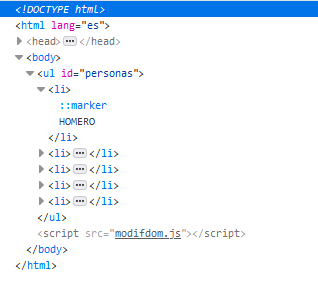 <!DOCTYPE html>
<html lang="es">
<head> ... </head>
<body>
<ul id="personas">
<li>
::marker
HOMERO
</li>
<li> ... </li>
<li> ... </li>
<li> ... </li>
<li> ... </li>
</ul>
<script src="modifdom.js"></script>
</body>
</html>